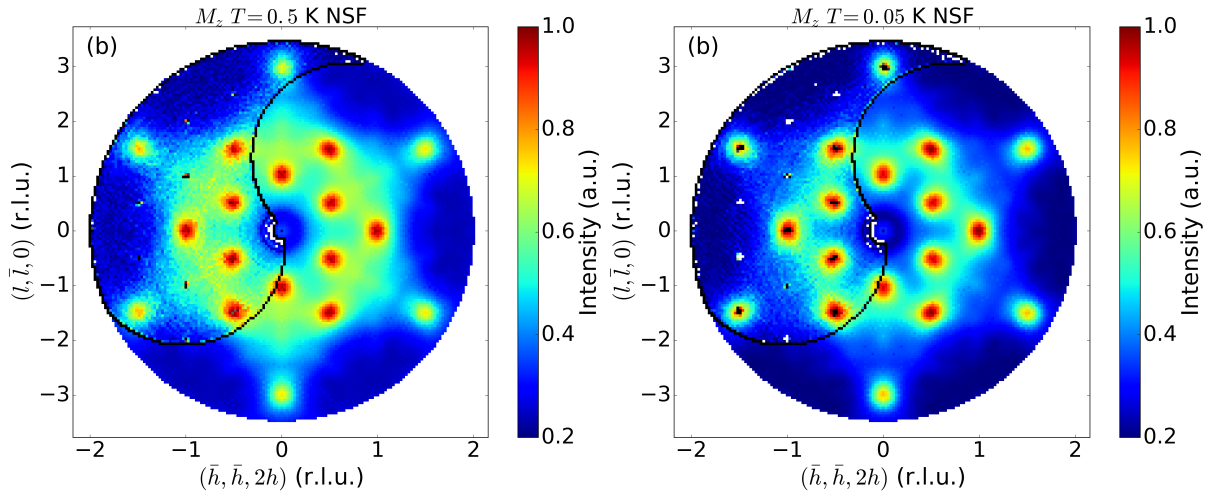 M_z T = 0.5 K NSF
(b)
3
2
1
0
−1
−2
−3
(l, l̄, 0) (r.l.u.)
−2 −1 0 1 2
(h̄, h̄, 2h) (r.l.u.)
1.0
0.8
0.6
0.4
0.2
Intensity (a.u.)
M_z T = 0.05 K NSF
(b)
3
2
1
0
−1
−2
−3
(l, l̄, 0) (r.l.u.)
−2 −1 0 1 2
(h̄, h̄, 2h) (r.l.u.)
1.0
0.8
0.6
0.4
0.2
Intensity (a.u.)